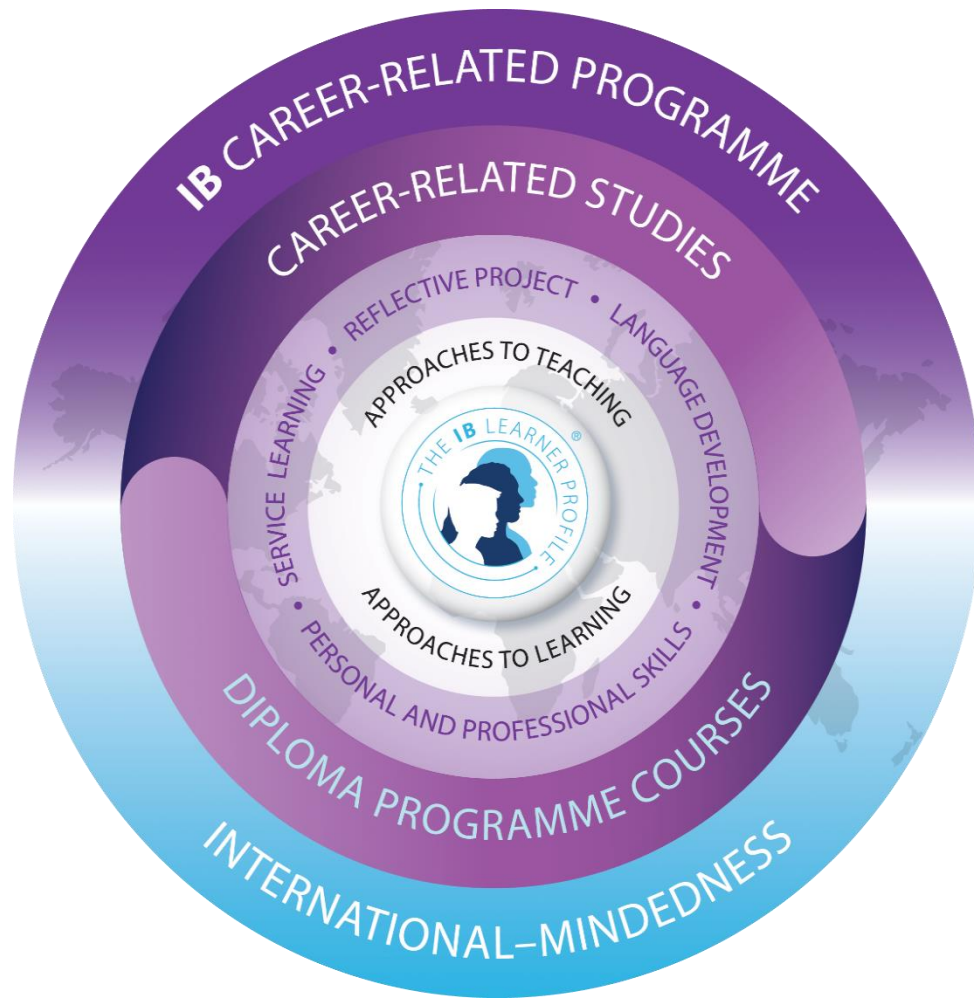 IB CAREER-RELATED PROGRAMME
CAREER-RELATED STUDIES
SERVICE LEARNING • REFLECTIVE PROJECT • LANGUAGE DEVELOPMENT • PERSONAL AND PROFESSIONAL SKILLS •
APPROACHES TO TEACHING
• THE IB LEARNER PROFILE • ®
APPROACHES TO LEARNING
DIPLOMA PROGRAMME COURSES
INTERNATIONAL–MINDEDNESS